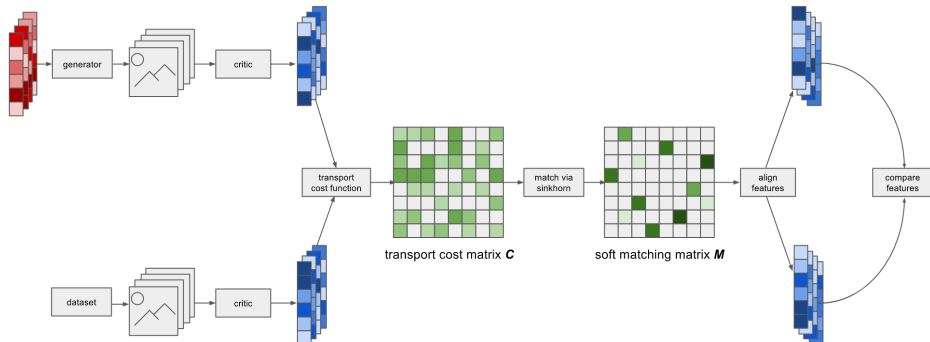 generator
critic
transport
cost function
match via
sinkhorn
align
features
compare
features
transport cost matrix C
soft matching matrix M
dataset
critic